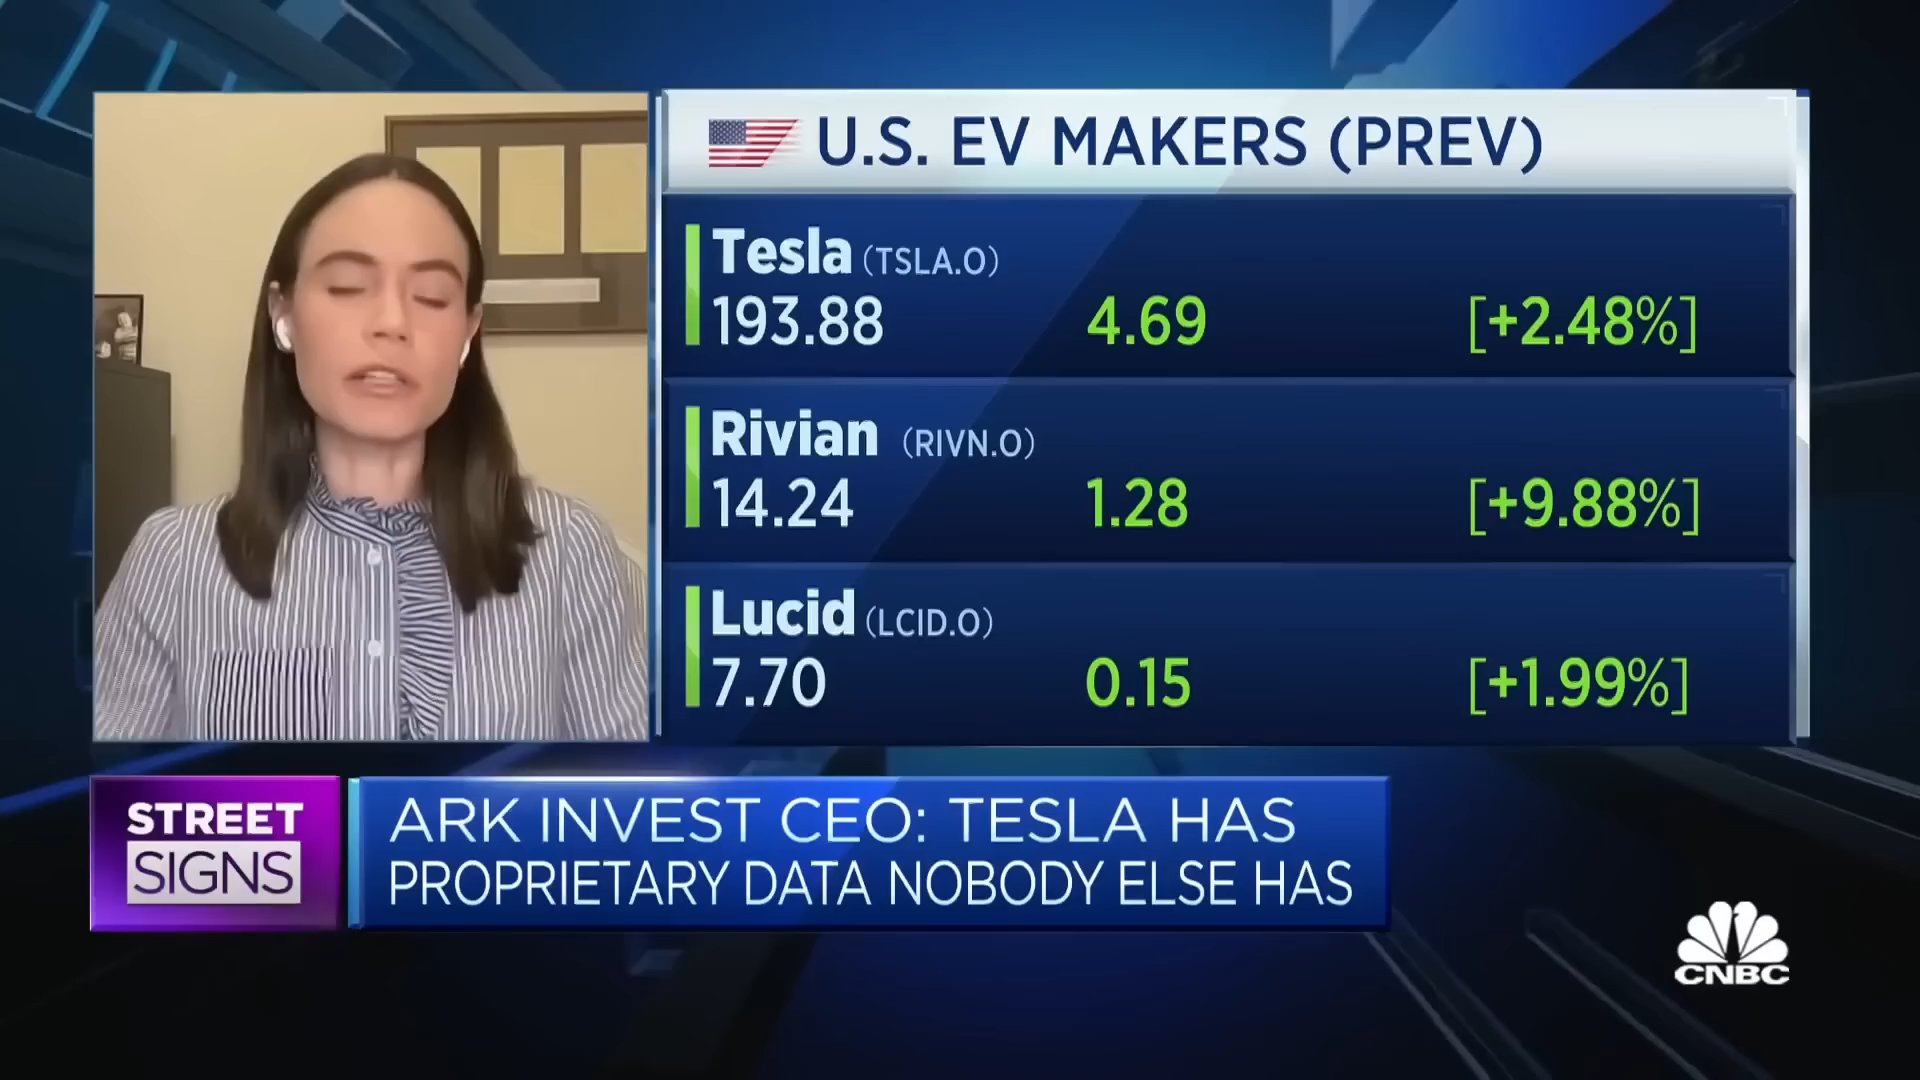 U.S. EV MAKERS (PREV)
Tesla (TSLA.O)
193.88 4.69 [+2.48%]
Rivian (RIVN.O)
14.24 1.28 [+9.88%]
Lucid (LCID.O)
7.70 0.15 [+1.99%]
STREET
SIGNS
ARK INVEST CEO: TESLA HAS
PROPRIETARY DATA NOBODY ELSE HAS
CNBC